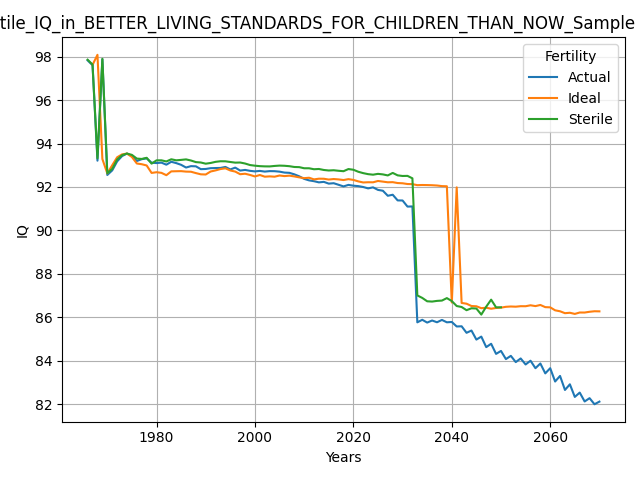 tile_IQ_in_BETTER_LIVING_STANDARDS_FOR_CHILDREN_THAN_NOW_Sample
Fertility
Actual
Ideal
Sterile
98
96
94
92
90
88
86
84
82
IQ
1980
2000
2020
2040
2060
Years